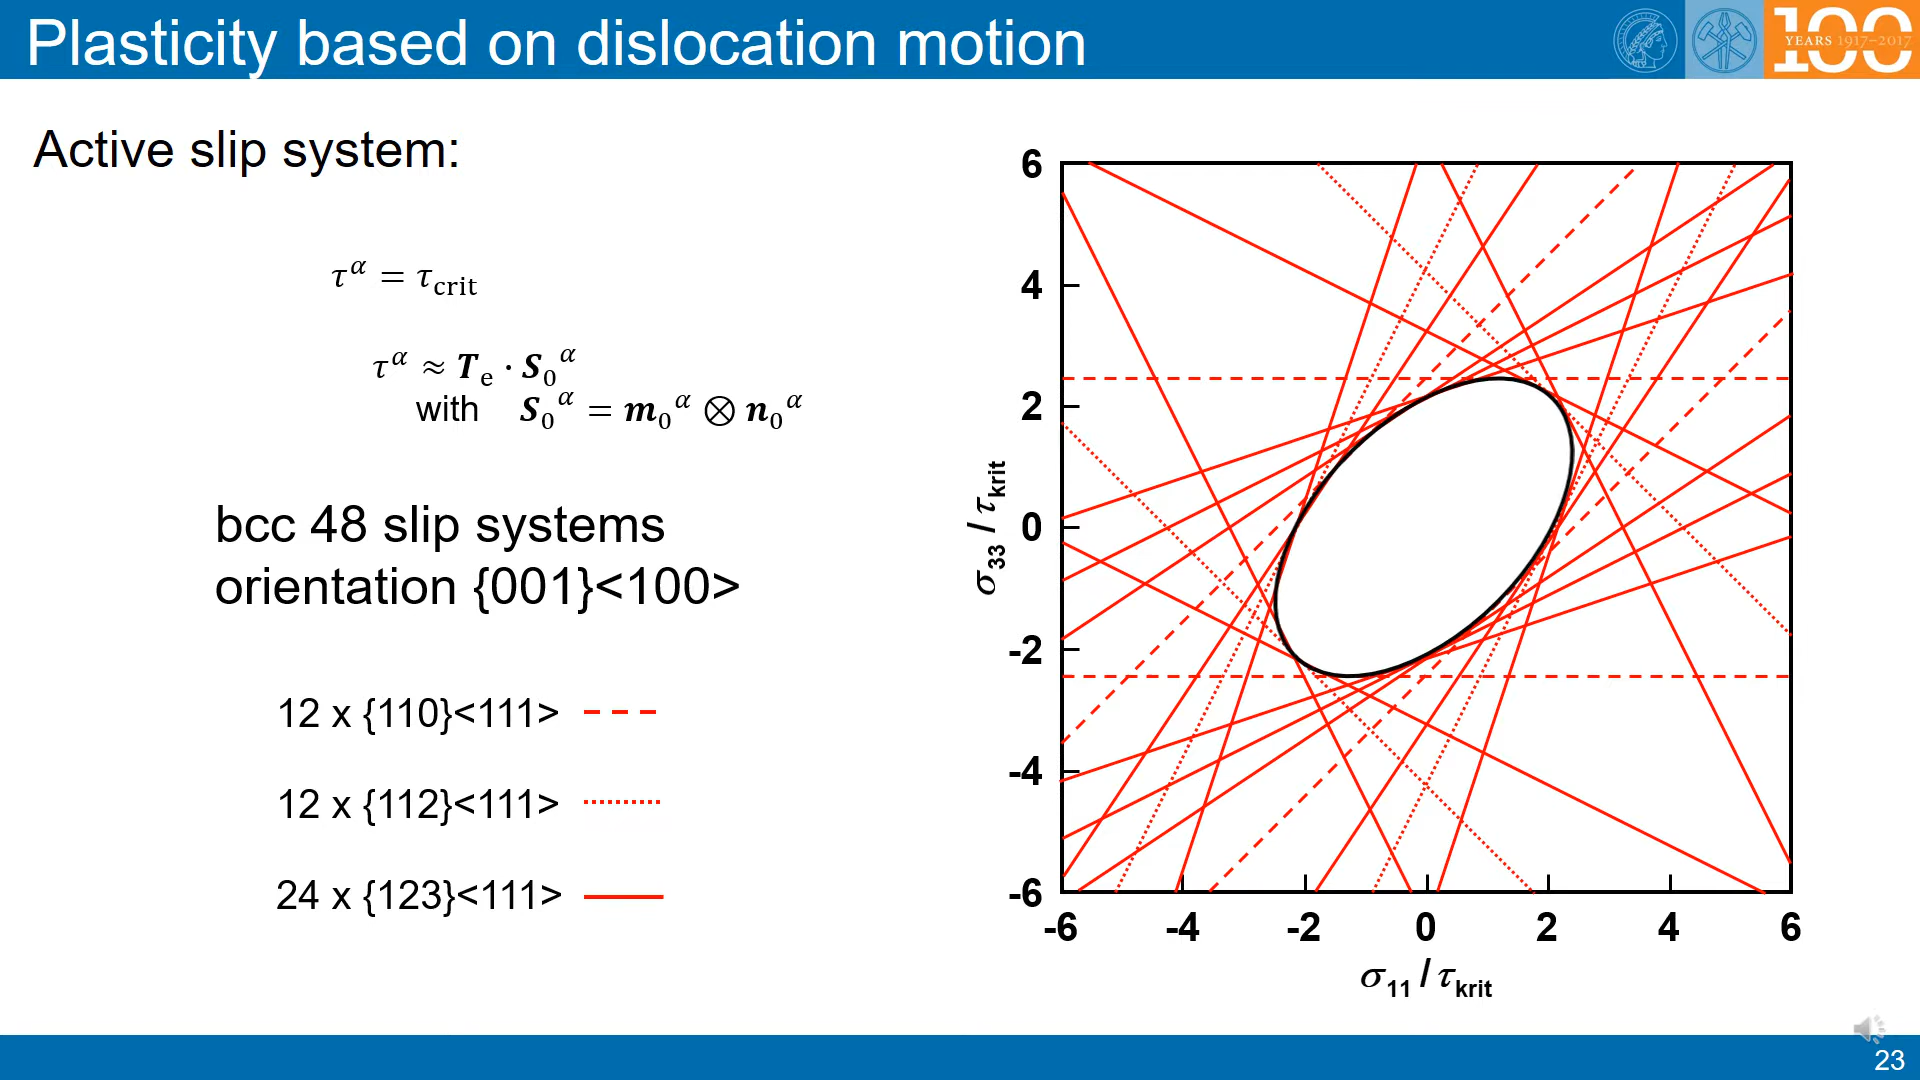 Plasticity based on dislocation motion
100
YEARS 1917–2017
Active slip system:
τ^α = τ_crit
τ^α ≈ T_e · S_0^α
with S_0^α = m_0^α ⊗ n_0^α
bcc 48 slip systems
orientation {001}<100>
12 x {110}<111>
12 x {112}<111>
24 x {123}<111>
6
4
2
0
-2
-4
-6
σ_33 / τ_krit
-6 -4 -2 0 2 4 6
σ_11 / τ_krit
23